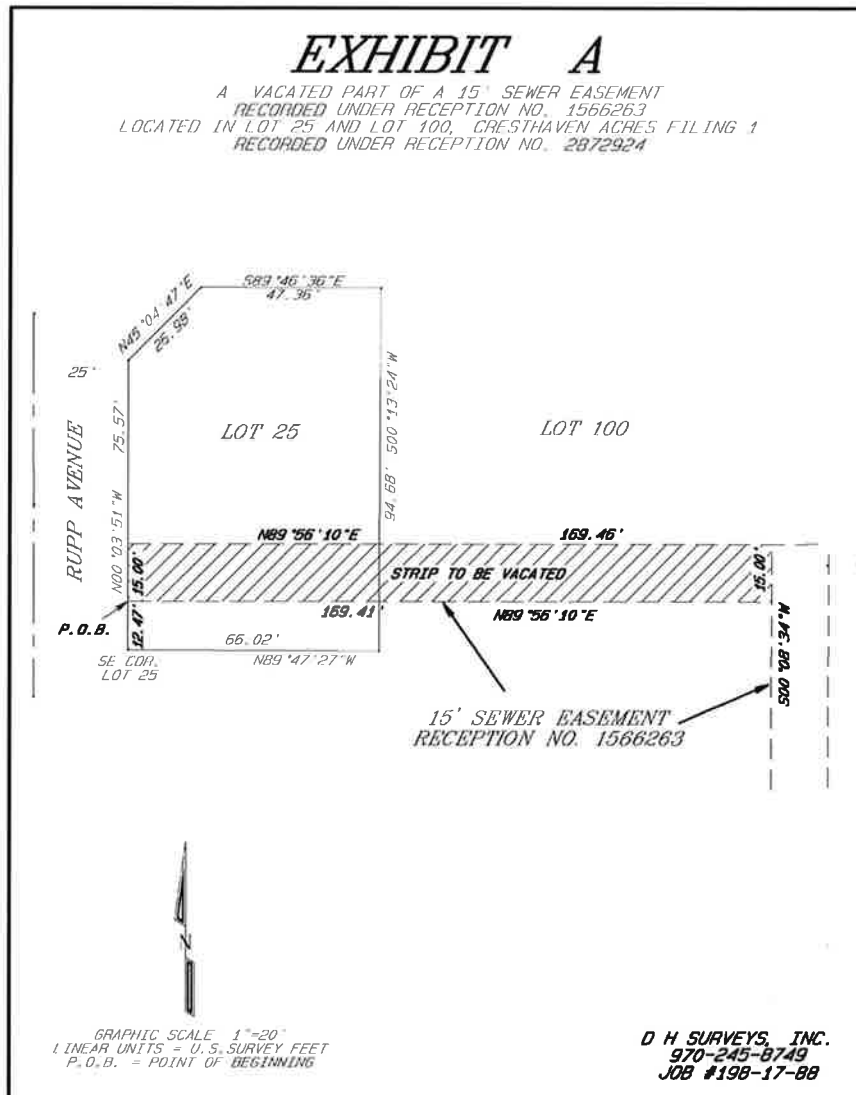 EXHIBIT A
A VACATED PART OF A 15' SEWER EASEMENT
RECORDED UNDER RECEPTION NO. 1566263
LOCATED IN LOT 25 AND LOT 100, CRESTHAVEN ACRES FILING 1
RECORDED UNDER RECEPTION NO. 2872924
S89°46'36"E
47.36'
N45°04'47"E
25.98'
25'
RUPP AVENUE
75.57'
N00°03'51"W
LOT 25
94.68' S00°13'24"W
LOT 100
N89°56'10"E
169.46'
15.00'
STRIP TO BE VACATED
15.00'
P.O.B.
169.41'
N89°56'10"E
12.47'
66.02'
N89°47'27"W
SE COR.
LOT 25
S00°08'34"W
15' SEWER EASEMENT
RECEPTION NO. 1566263
N
GRAPHIC SCALE 1"=20'
LINEAR UNITS = U.S. SURVEY FEET
P.O.B. = POINT OF BEGINNING
D H SURVEYS, INC.
970-245-8749
JOB #198-17-88